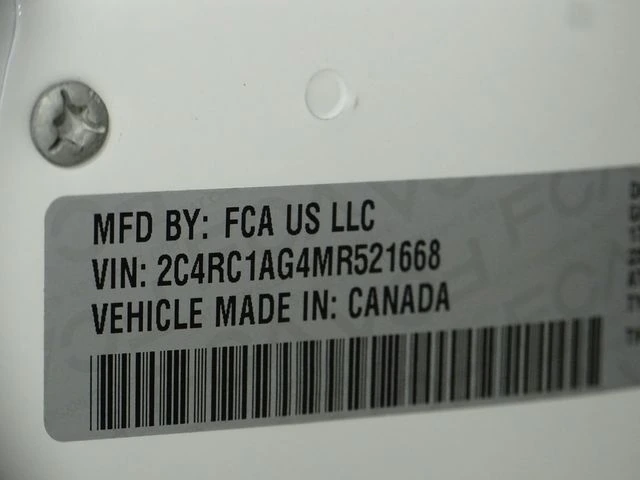 MFD BY: FCA US LLC
VIN: 2C4RC1AG4MR521668
VEHICLE MADE IN: CANADA